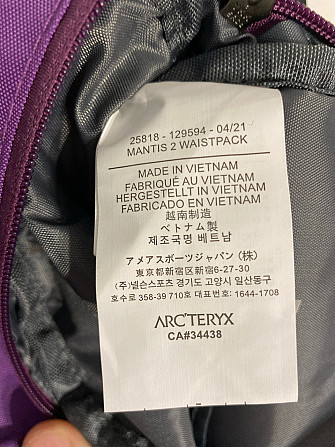 25818 - 129594 - 04/21
MANTIS 2 WAISTPACK
MADE IN VIETNAM
FABRIQUÉ AU VIETNAM
HERGESTELLT IN VIETNAM
FABRICADO EN VIETNAM
越南制造
ベトナム製
제조국명 베트남
アメアスポーツジャパン (株)
東京都新宿区新宿6-27-30
(주)넬슨스포츠 경기도 고양시 일산동구
호수로 358-39 710호 대표번호: 1644-1708
ARC'TERYX
CA#34438